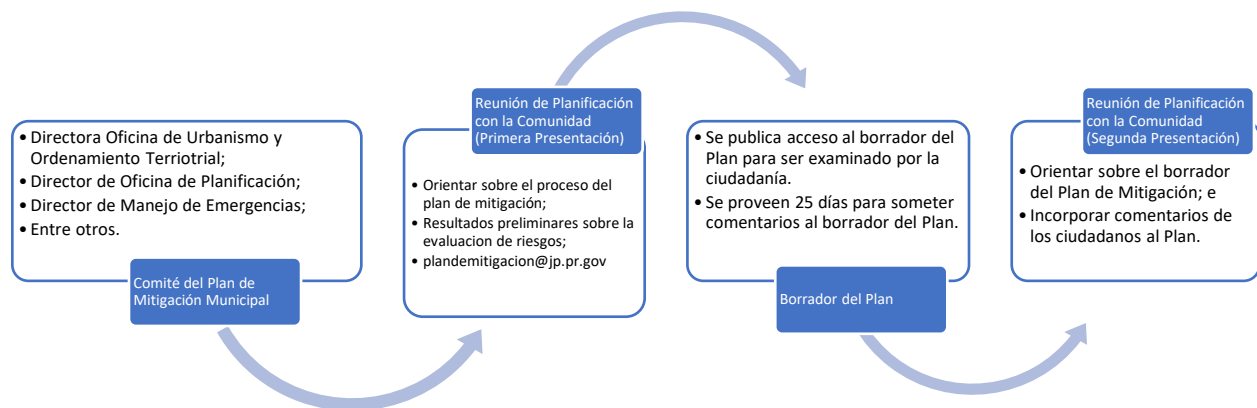 • Directora Oficina de Urbanismo y
Ordenamiento Terriotrial;
• Director de Oficina de Planificación;
• Director de Manejo de Emergencias;
• Entre otros.
Comité del Plan de
Mitigación Municipal
Reunión de Planificación
con la Comunidad
(Primera Presentación)
• Orientar sobre el proceso del
plan de mitigación;
• Resultados preliminares sobre la
evaluacion de riesgos;
• plandemitigacion@jp.pr.gov
• Se publica acceso al borrador del
Plan para ser examinado por la
ciudadanía.
• Se proveen 25 días para someter
comentarios al borrador del Plan.
Borrador del Plan
Reunión de Planificación
con la Comunidad
(Segunda Presentación)
• Orientar sobre el borrador
del Plan de Mitigación; e
• Incorporar comentarios de
los ciudadanos al Plan.